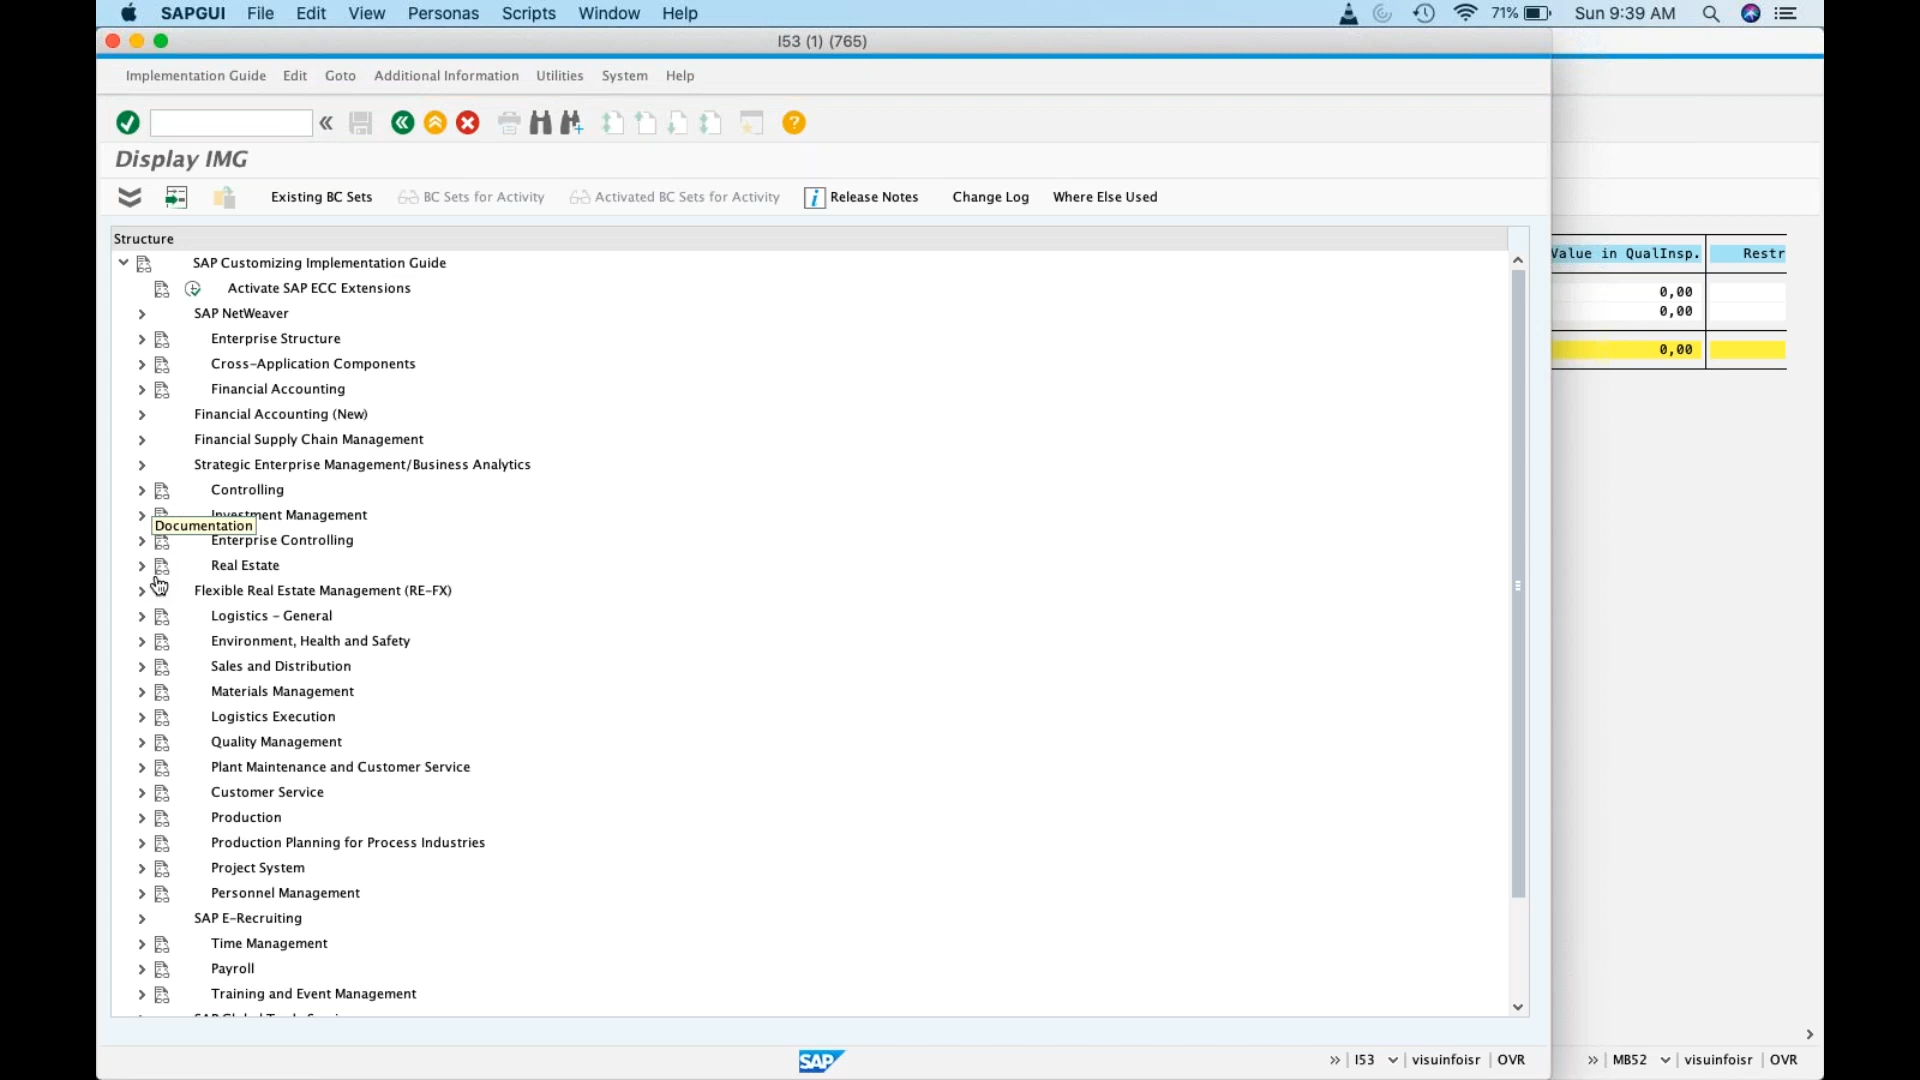 SAPGUI File Edit View Personas Scripts Window Help 71% Sun 9:39 AM
I53 (1) (765)
Implementation Guide Edit Goto Additional Information Utilities System Help
Display IMG
Existing BC Sets BC Sets for Activity Activated BC Sets for Activity Release Notes Change Log Where Else Used
Structure
SAP Customizing Implementation Guide
Activate SAP ECC Extensions
SAP NetWeaver
Enterprise Structure
Cross-Application Components
Financial Accounting
Financial Accounting (New)
Financial Supply Chain Management
Strategic Enterprise Management/Business Analytics
Controlling
Investment Management
Documentation
Enterprise Controlling
Real Estate
Flexible Real Estate Management (RE-FX)
Logistics - General
Environment, Health and Safety
Sales and Distribution
Materials Management
Logistics Execution
Quality Management
Plant Maintenance and Customer Service
Customer Service
Production
Production Planning for Process Industries
Project System
Personnel Management
SAP E-Recruiting
Time Management
Payroll
Training and Event Management
Value in QualInsp. Restr
0,00
0,00
0,00
SAP
I53 visuinfoisr OVR
MB52 visuinfoisr OVR